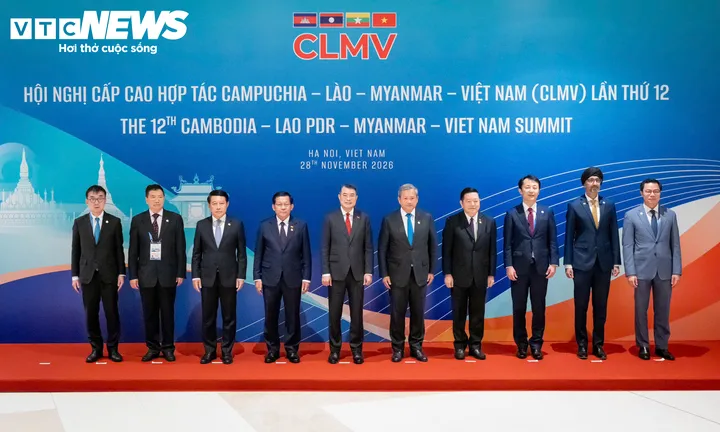 VTC NEWS
Hơi thở cuộc sống
CLMV
HỘI NGHỊ CẤP CAO HỢP TÁC CAMPUCHIA – LÀO – MYANMAR – VIỆT NAM (CLMV) LẦN THỨ 12
THE 12TH CAMBODIA – LAO PDR – MYANMAR – VIET NAM SUMMIT
HA NOI, VIET NAM
28TH NOVEMBER 2026